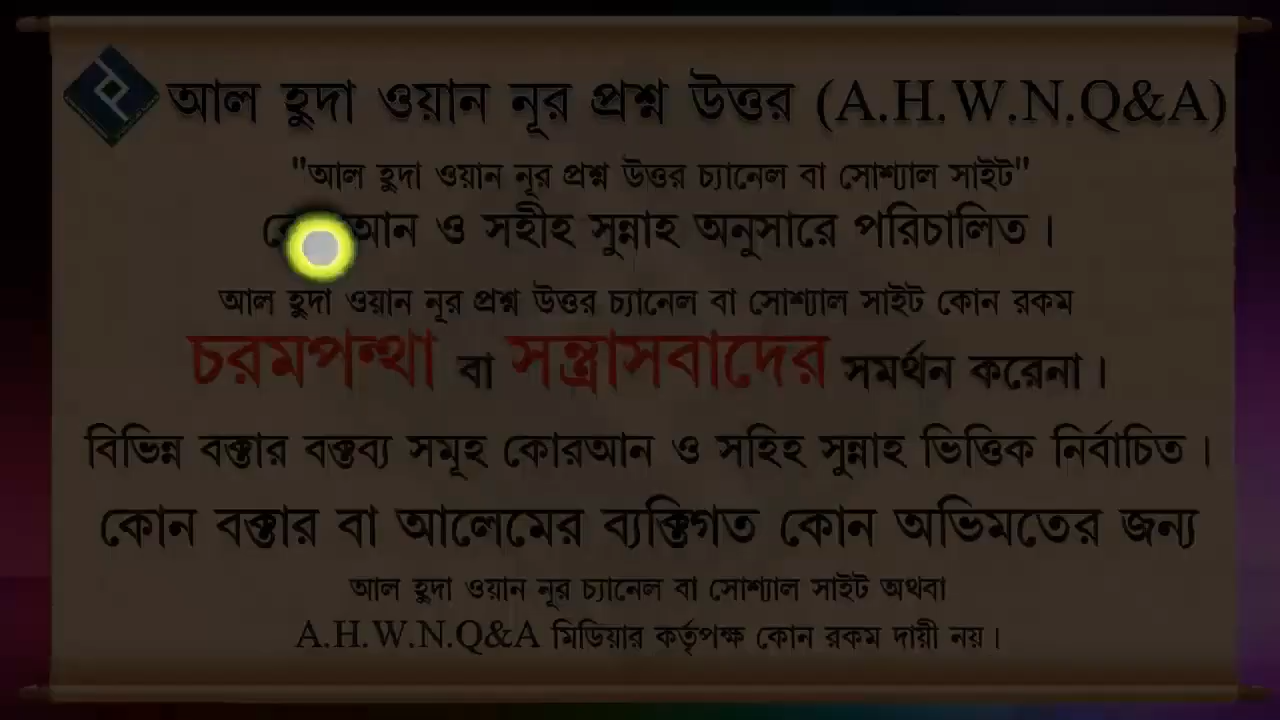 আল হুদা ওয়ান নূর প্রশ্ন উত্তর (A.H.W.N.Q&A)
"আল হুদা ওয়ান নূর প্রশ্ন উত্তর চ্যানেল বা সোশ্যাল সাইট"
ও সহীহ সুন্নাহ অনুসারে পরিচালিত।
আল হুদা ওয়ান নূর প্রশ্ন উত্তর চ্যানেল বা সোশ্যাল সাইট কোন রকম
চরমপন্থা বা সন্ত্রাসবাদের সমর্থন করেনা।
বিভিন্ন বক্তার বক্তব্য সমূহ কোরআন ও সহিহ সুন্নাহ ভিত্তিক নির্বাচিত।
কোন বক্তার বা আলেমের ব্যক্তিগত কোন অভিমতের জন্য
আল হুদা ওয়ান নূর চ্যানেল বা সোশ্যাল সাইট অথবা
A.H.W.N.Q&A মিডিয়ার কর্তৃপক্ষ কোন রকম দায়ী নয়।